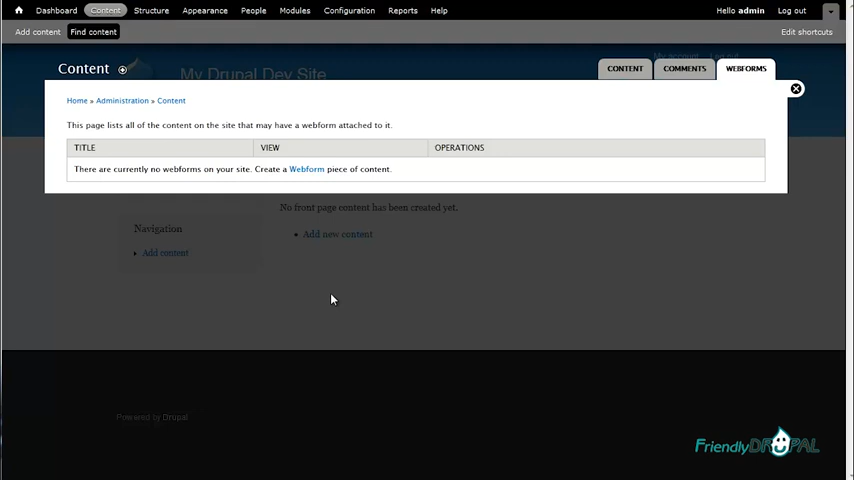 Dashboard Content Structure Appearance People Modules Configuration Reports Help Hello admin Log out
Add content Find content Edit shortcuts
My account Log out
Content My Drupal Dev Site CONTENT COMMENTS WEBFORMS
Home » Administration » Content
This page lists all of the content on the site that may have a webform attached to it.
TITLE VIEW OPERATIONS
There are currently no webforms on your site. Create a Webform piece of content.
No front page content has been created yet.
Navigation
Add new content
Add content
Powered by Drupal
FriendlyDRUPAL